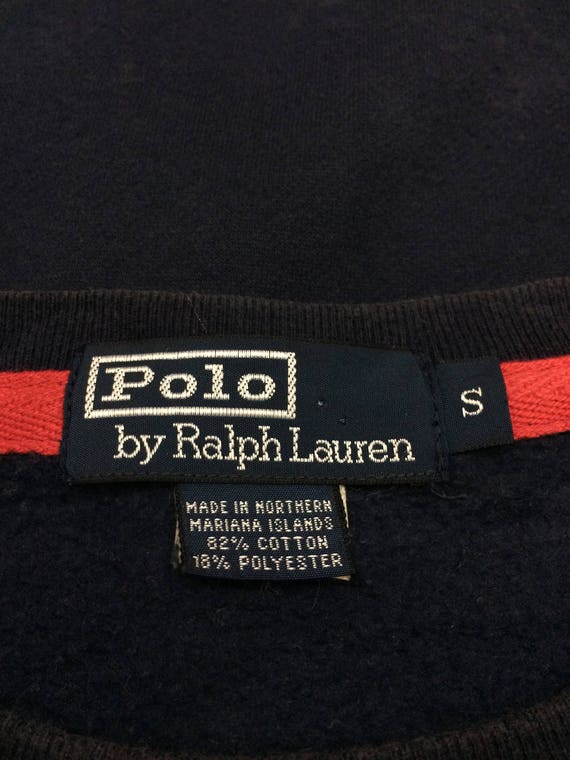 Polo
by Ralph Lauren
S
MADE IN NORTHERN
MARIANA ISLANDS
82% COTTON
18% POLYESTER